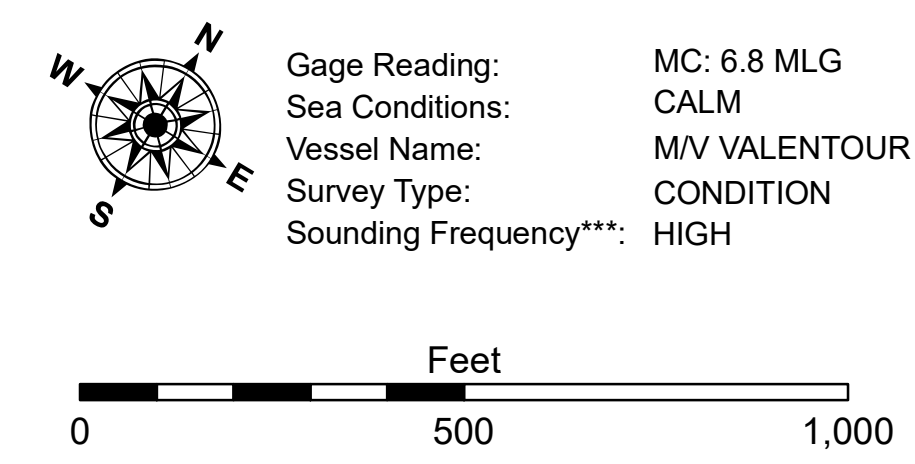 N
W
E
S
Gage Reading: MC: 6.8 MLG
Sea Conditions: CALM
Vessel Name: M/V VALENTOUR
Survey Type: CONDITION
Sounding Frequency***: HIGH
Feet
0 500 1,000